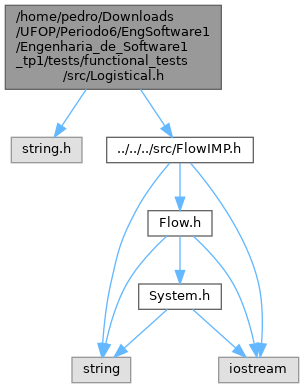 /home/pedro/Downloads
/UFOP/Periodo6/EngSoftware1
/Engenharia_de_Software1
_tp1/tests/functional_tests
/src/Logistical.h
string.h
../../../src/FlowIMP.h
Flow.h
System.h
string
iostream